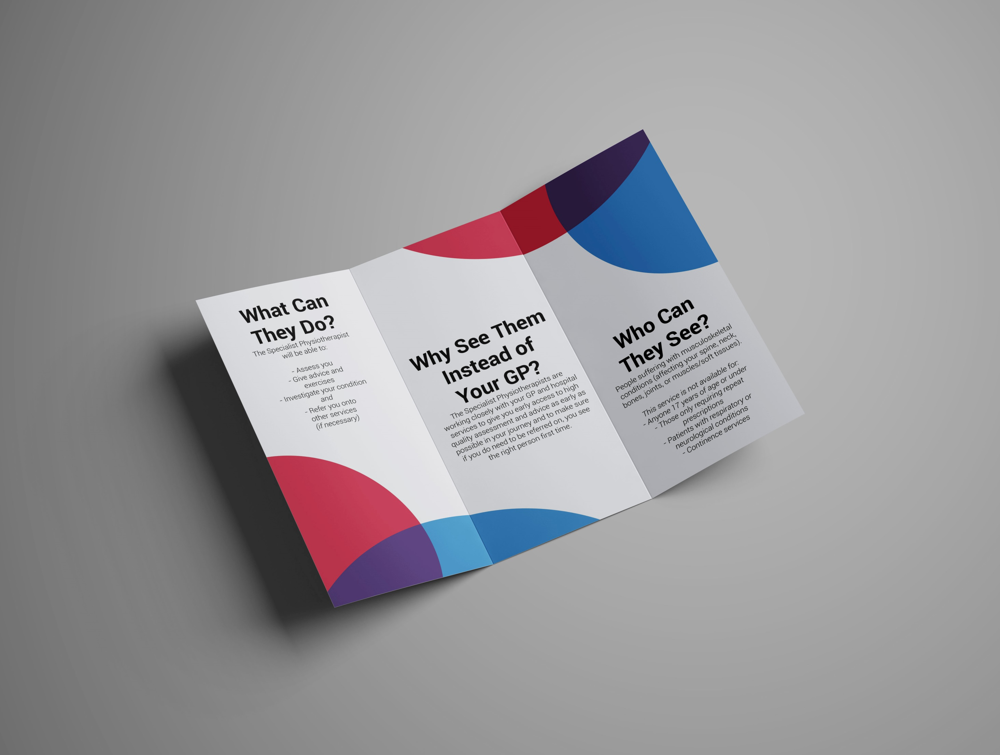 What Can
They Do?
The Specialist Physiotherapist
will be able to:
- Assess you
- Give advice and
exercises
- Investigate your condition
and
- Refer you onto
other services
(if necessary)
Why See Them
Instead of
Your GP?
The Specialist Physiotherapists are
working closely with your GP and hospital
services to give you early access to high
quality assessment and advice as early as
possible in your journey and to make sure
if you do need to be referred on, you see
the right person first time.
Who Can
They See?
People suffering with musculoskeletal
conditions (affecting your spine, neck,
bones, joints, or muscles/soft tissues).
This service is not available for:
- Anyone 17 years of age or under
- Those only requiring repeat
prescriptions
- Patients with respiratory or
neurological conditions
- Continence services